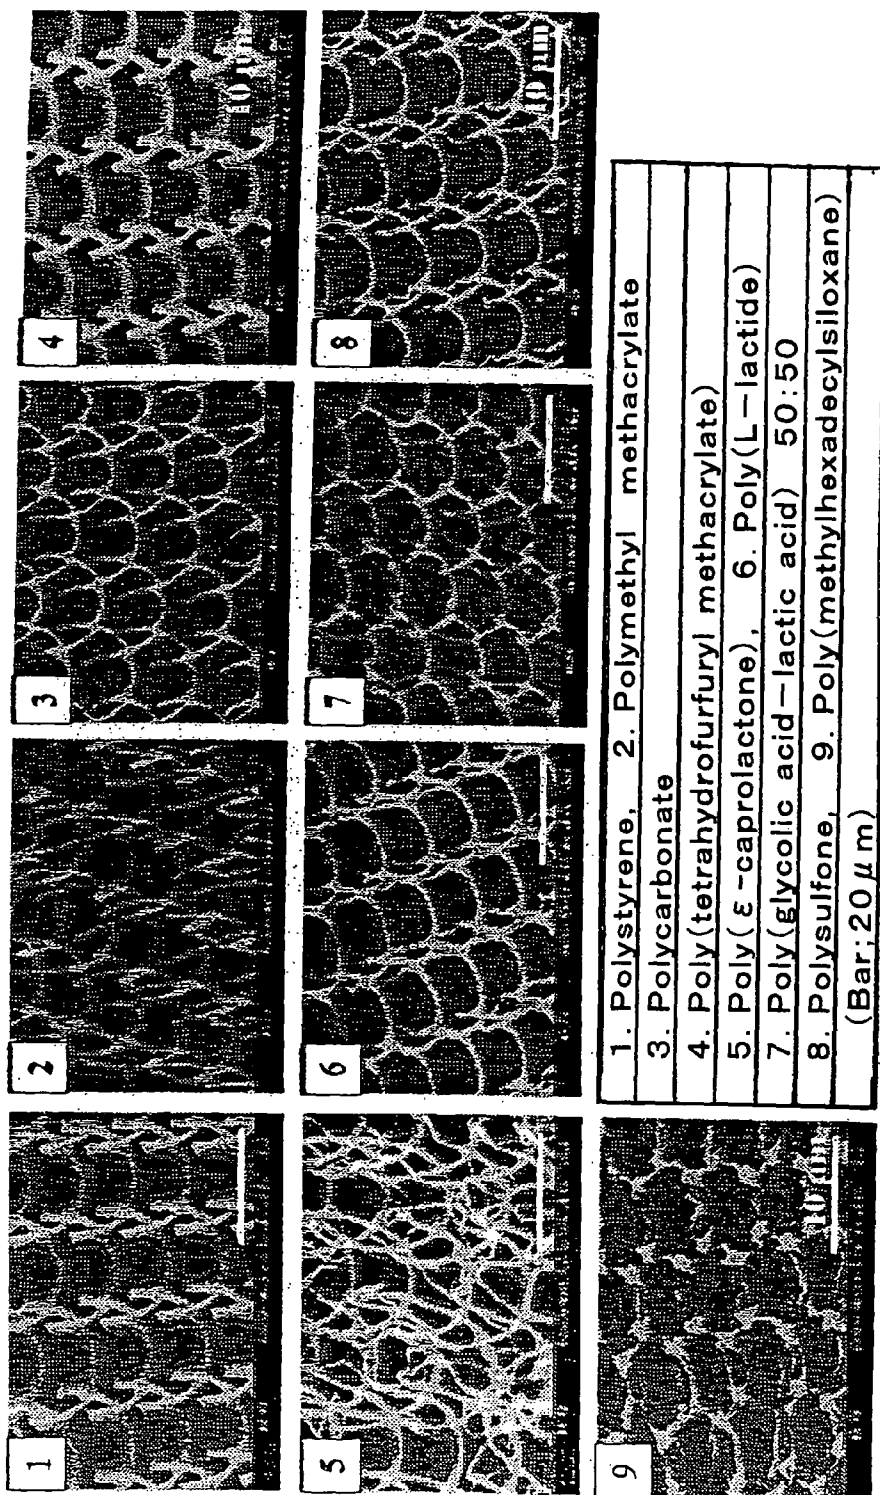 1
2
3
4
10 μm
5
6
7
8
10 μm
9
10 μm
1. Polystyrene, 2. Polymethyl methacrylate
3. Polycarbonate
4. Poly(tetrahydrofurfuryl methacrylate)
5. Poly(ε-caprolactone), 6. Poly(L-lactide)
7. Poly(glycolic acid-lactic acid) 50:50
8. Polysulfone, 9. Poly(methylhexadecylsiloxane)
(Bar;20μm)